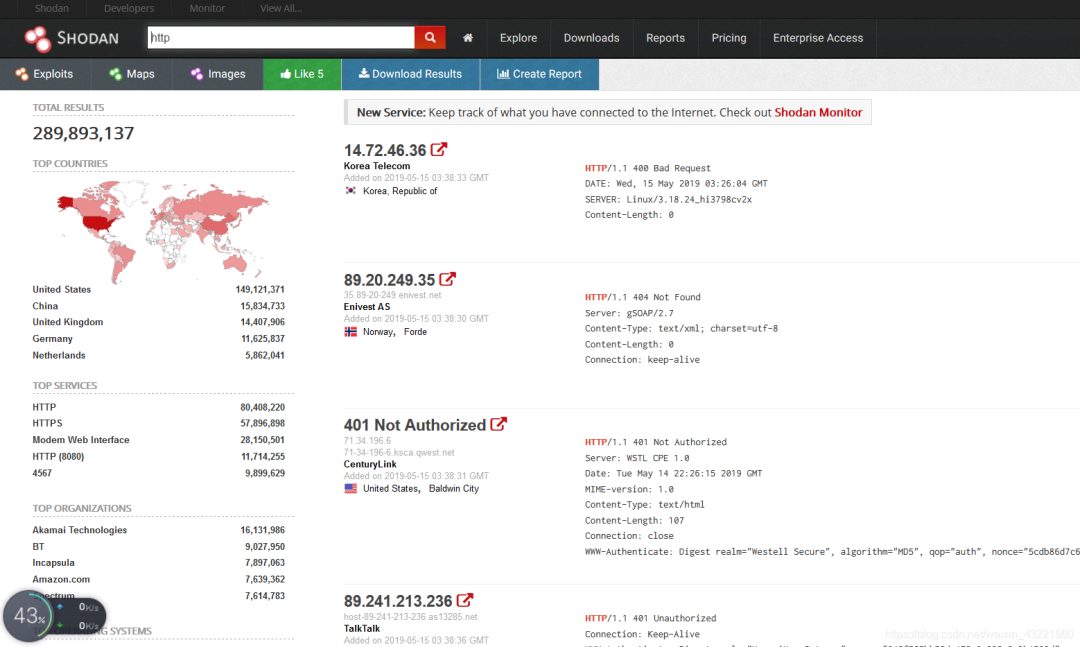 Shodan Developers Monitor View All...
SHODAN http Explore Downloads Reports Pricing Enterprise Access
Exploits Maps Images Like 5 Download Results Create Report
TOTAL RESULTS
289,893,137
TOP COUNTRIES
United States 149,121,371
China 15,834,733
United Kingdom 14,407,906
Germany 11,625,837
Netherlands 5,862,041
TOP SERVICES
HTTP 80,408,220
HTTPS 57,896,898
Modem Web Interface 28,150,501
HTTP (8080) 11,714,255
4567 9,899,629
TOP ORGANIZATIONS
Akamai Technologies 16,131,986
BT 9,027,950
Incapsula 7,897,063
Amazon.com 7,639,362
7,614,783
43%
0K/s
0K/s
SYSTEMS
New Service: Keep track of what you have connected to the Internet. Check out Shodan Monitor
14.72.46.36
Korea Telecom
Added on 2019-05-15 03:38:33 GMT
Korea, Republic of
HTTP/1.1 400 Bad Request
DATE: Wed, 15 May 2019 03:26:04 GMT
SERVER: Linux/3.18.24_hi3798cv2x
Content-Length: 0
89.20.249.35
35.89-20-249.enivest.net
Enivest AS
Added on 2019-05-15 03:38:30 GMT
Norway, Forde
HTTP/1.1 404 Not Found
Server: gSOAP/2.7
Content-Type: text/xml; charset=utf-8
Content-Length: 0
Connection: keep-alive
401 Not Authorized
71.34.196.6
71-34-196-6.ksca.qwest.net
CenturyLink
Added on 2019-05-15 03:38:31 GMT
United States, Baldwin City
HTTP/1.1 401 Not Authorized
Server: WSTL CPE 1.0
Date: Tue May 14 22:26:15 2019 GMT
MIME-version: 1.0
Content-Type: text/html
Content-Length: 107
Connection: close
WWW-Authenticate: Digest realm="Westell Secure", algorithm="MD5", qop="auth", nonce="5cdb86d7c6
89.241.213.236
host-89-241-213-236.as13285.net
TalkTalk
Added on 2019-05-15 03:38:36 GMT
HTTP/1.1 401 Unauthorized
Connection: Keep-Alive
https://blog.csdn.net/weixin_43221560